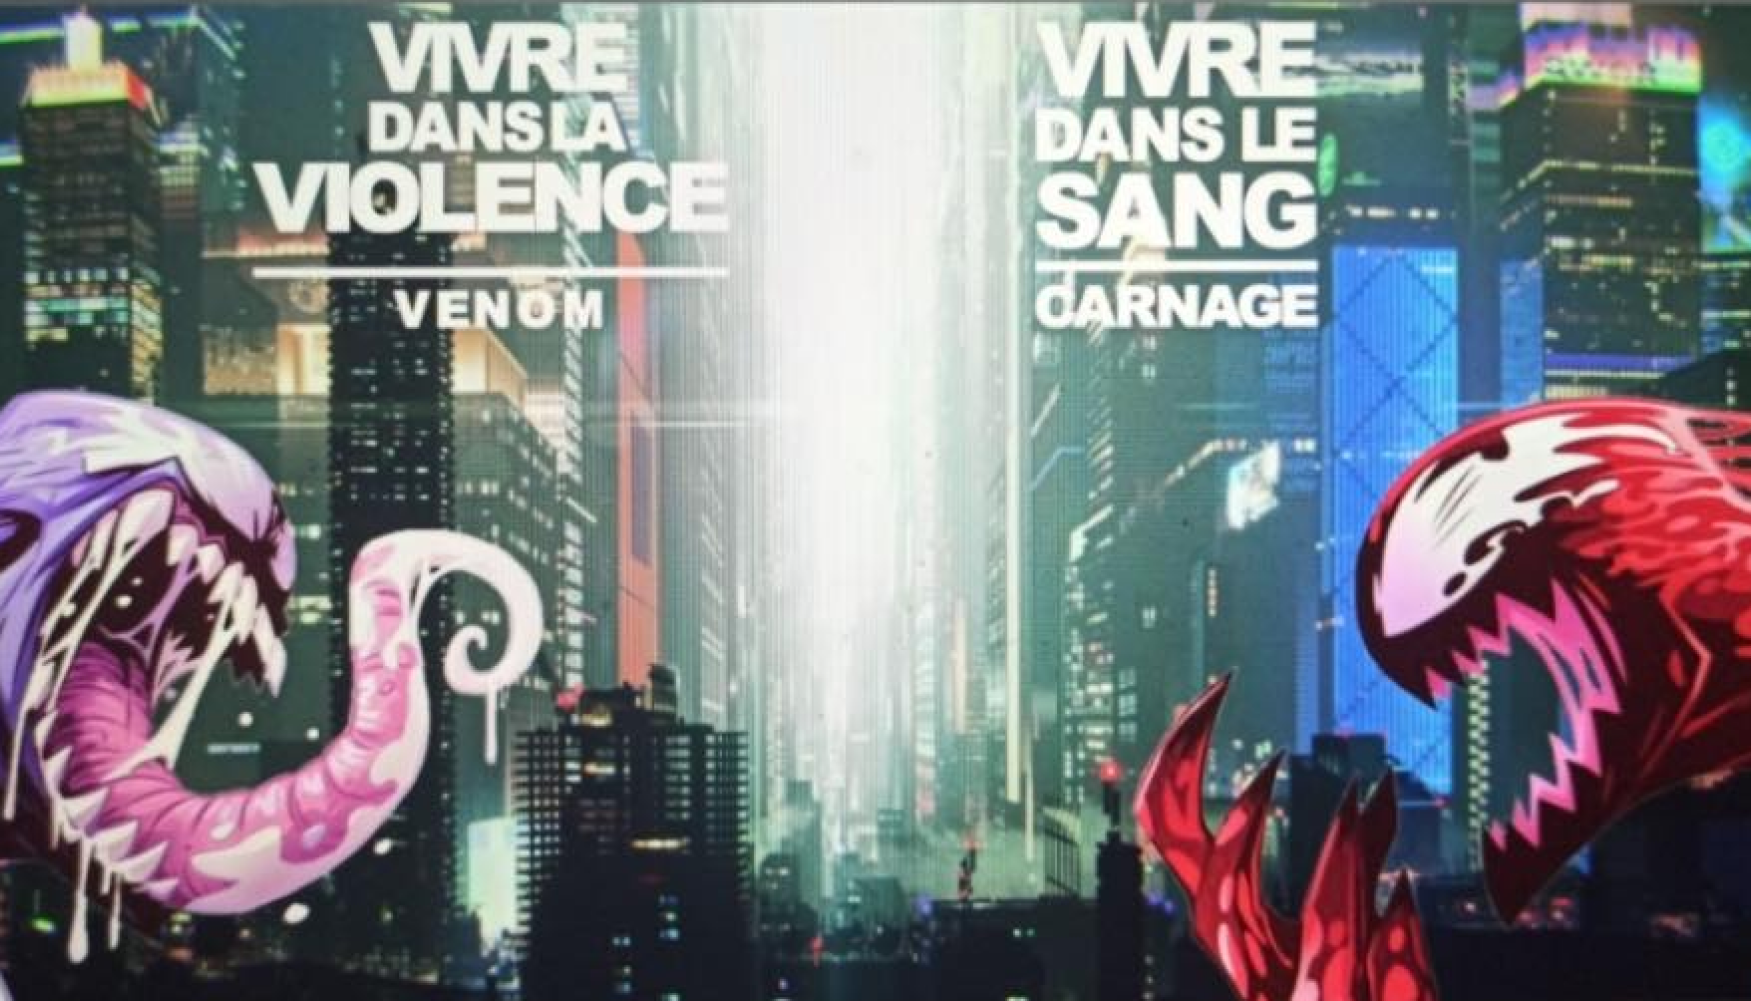 VIVRE
DANS LA
VIOLENCE
VENOM
VIVRE
DANS LE
SANG
CARNAGE